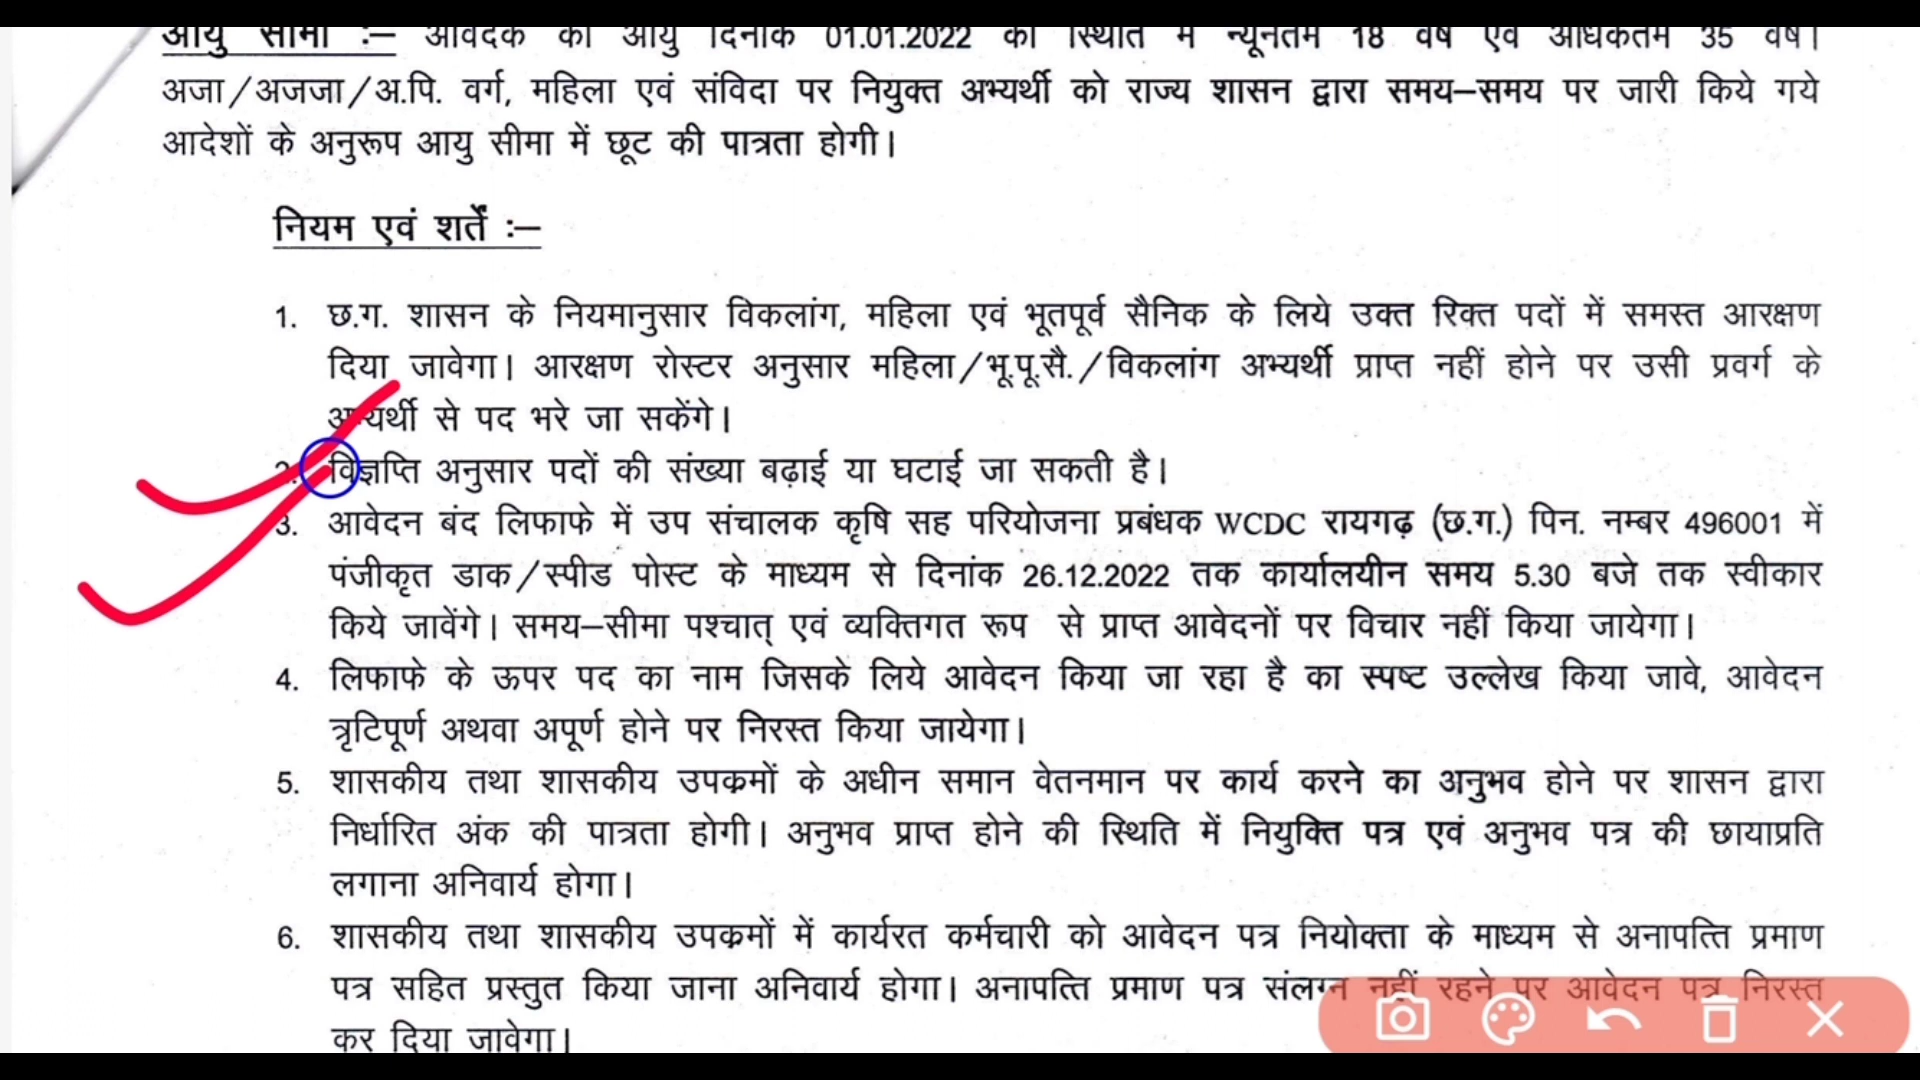 आयु सीमा :– आवेदक की आयु दिनांक 01.01.2022 की स्थिति में न्यूनतम 18 वर्ष एवं अधिकतम 35 वर्ष।
अजा/अजजा/अ.पि. वर्ग, महिला एवं संविदा पर नियुक्त अभ्यर्थी को राज्य शासन द्वारा समय–समय पर जारी किये गये
आदेशों के अनुरूप आयु सीमा में छूट की पात्रता होगी।
नियम एवं शर्तें :–
1. छ.ग. शासन के नियमानुसार विकलांग, महिला एवं भूतपूर्व सैनिक के लिये उक्त रिक्त पदों में समस्त आरक्षण
दिया जावेगा। आरक्षण रोस्टर अनुसार महिला/भू.पू.सै./विकलांग अभ्यर्थी प्राप्त नहीं होने पर उसी प्रवर्ग के
अभ्यर्थी से पद भरे जा सकेंगे।
2. विज्ञप्ति अनुसार पदों की संख्या बढ़ाई या घटाई जा सकती है।
3. आवेदन बंद लिफाफे में उप संचालक कृषि सह परियोजना प्रबंधक WCDC रायगढ़ (छ.ग.) पिन. नम्बर 496001 में
पंजीकृत डाक/स्पीड पोस्ट के माध्यम से दिनांक 26.12.2022 तक कार्यालयीन समय 5.30 बजे तक स्वीकार
किये जावेंगे। समय–सीमा पश्चात् एवं व्यक्तिगत रूप से प्राप्त आवेदनों पर विचार नहीं किया जायेगा।
4. लिफाफे के ऊपर पद का नाम जिसके लिये आवेदन किया जा रहा है का स्पष्ट उल्लेख किया जावे, आवेदन
त्रृटिपूर्ण अथवा अपूर्ण होने पर निरस्त किया जायेगा।
5. शासकीय तथा शासकीय उपक्रमों के अधीन समान वेतनमान पर कार्य करने का अनुभव होने पर शासन द्वारा
निर्धारित अंक की पात्रता होगी। अनुभव प्राप्त होने की स्थिति में नियुक्ति पत्र एवं अनुभव पत्र की छायाप्रति
लगाना अनिवार्य होगा।
6. शासकीय तथा शासकीय उपक्रमों में कार्यरत कर्मचारी को आवेदन पत्र नियोक्ता के माध्यम से अनापत्ति प्रमाण
पत्र सहित प्रस्तुत किया जाना अनिवार्य होगा। अनापत्ति प्रमाण पत्र संलग्न नहीं रहने पर आवेदन पत्र निरस्त
कर दिया जावेगा।